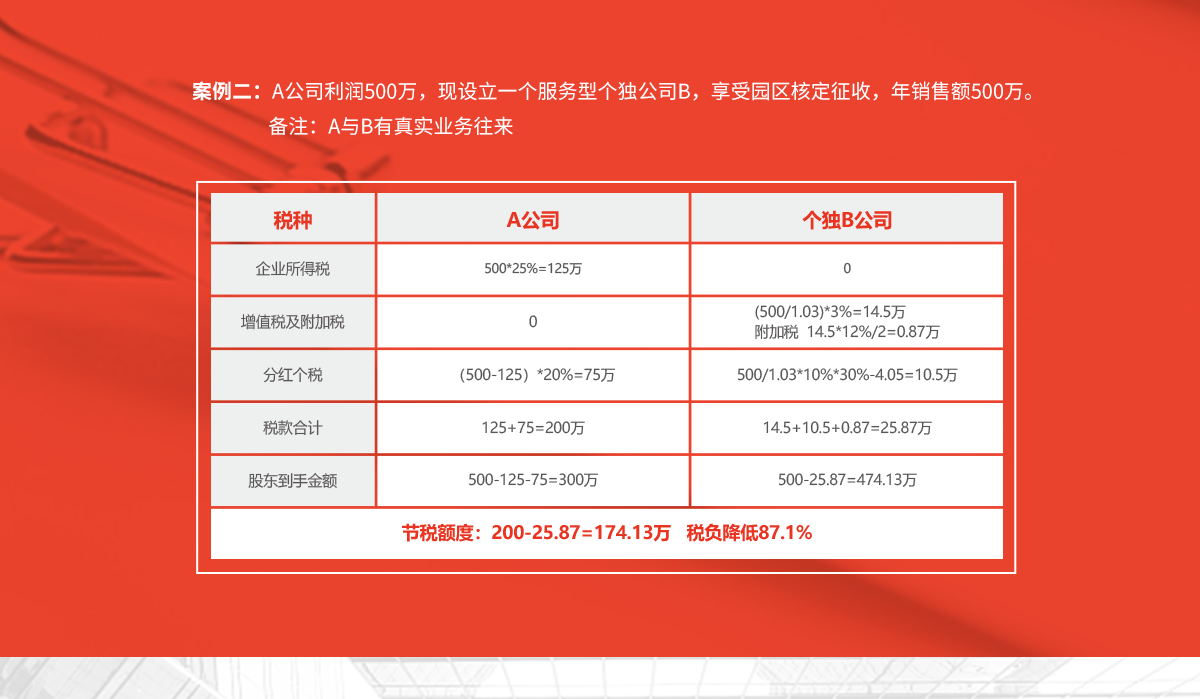 案例二：A公司利润500万，现设立一个服务型个独公司B，享受园区核定征收，年销售额500万。
备注：A与B有真实业务往来
税种 A公司 个独B公司
企业所得税 500*25%=125万 0
增值税及附加税 0 (500/1.03)*3%=14.5万
附加税 14.5*12%/2=0.87万
分红个税 （500-125）*20%=75万 500/1.03*10%*30%-4.05=10.5万
税款合计 125+75=200万 14.5+10.5+0.87=25.87万
股东到手金额 500-125-75=300万 500-25.87=474.13万
节税额度：200-25.87=174.13万 税负降低87.1%